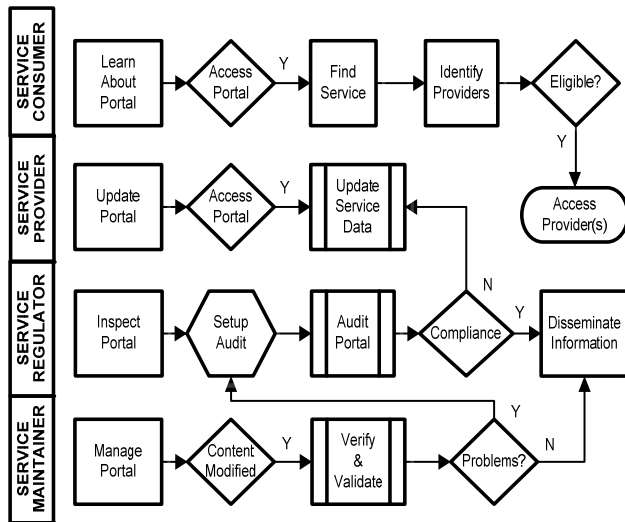 SERVICE
CONSUMER
Learn
About
Portal
Access
Portal
Y
Find
Service
Identify
Providers
Eligible?
Y
Access
Provider(s)
SERVICE
PROVIDER
Update
Portal
Access
Portal
Y
Update
Service
Data
N
SERVICE
REGULATOR
Inspect
Portal
Setup
Audit
Audit
Portal
Compliance
Y
Disseminate
Information
SERVICE
MAINTAINER
Manage
Portal
Content
Modified
Y
Verify
&
Validate
Problems?
Y
N